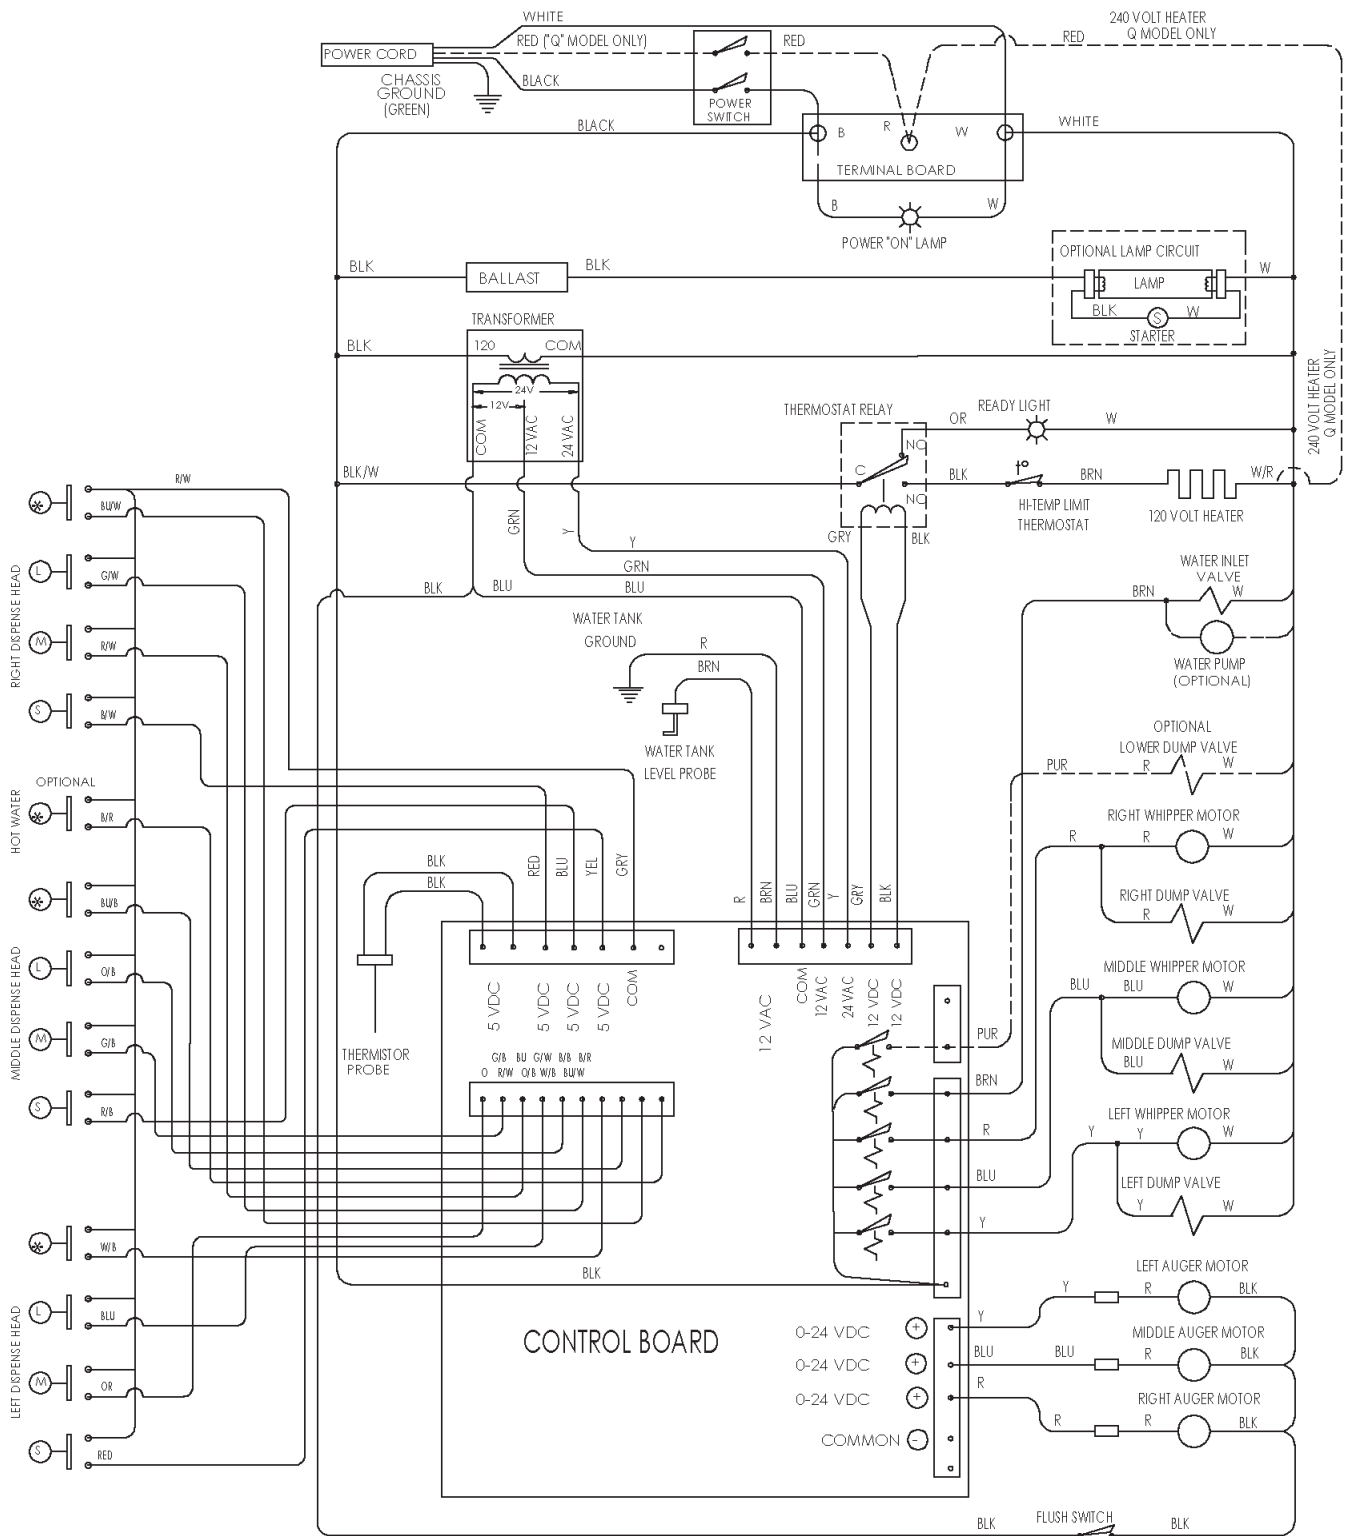 WHITE
240 VOLT HEATER
Q MODEL ONLY
RED ("Q" MODEL ONLY)
RED
RED
POWER CORD
CHASSIS
GROUND
(GREEN)
BLACK
POWER
SWITCH
BLACK
B
R
W
WHITE
TERMINAL BOARD
B
W
POWER "ON" LAMP
OPTIONAL LAMP CIRCUIT
BLK
BALLAST
BLK
LAMP
W
BLK
S
W
STARTER
TRANSFORMER
BLK
120
COM
24V
12V
COM
12 VAC
24 VAC
240 VOLT HEATER
Q MODEL ONLY
THERMOSTAT RELAY
READY LIGHT
OR
W
NO
C
BLK/W
NO
BLK
t°
BRN
W/R
HI-TEMP LIMIT
THERMOSTAT
120 VOLT HEATER
GRY
BLK
GRN
Y
Y
GRN
BLK
BLU
BLU
WATER INLET
VALVE
BRN
W
WATER PUMP
(OPTIONAL)
WATER TANK
GROUND
R
BRN
WATER TANK
LEVEL PROBE
OPTIONAL
LOWER DUMP VALVE
PUR
R
W
RIGHT WHIPPER MOTOR
R
R
W
RIGHT DUMP VALVE
R
W
MIDDLE WHIPPER MOTOR
BLU
BLU
W
MIDDLE DUMP VALVE
BLU
W
LEFT WHIPPER MOTOR
Y
Y
W
LEFT DUMP VALVE
Y
W
R/W
BU/W
RIGHT DISPENSE HEAD
L
G/W
M
R/W
S
B/W
OPTIONAL
HOT WATER
B/R
BU/B
MIDDLE DISPENSE HEAD
L
O/B
M
G/B
S
R/B
W/B
LEFT DISPENSE HEAD
L
BLU
M
OR
S
RED
BLK
BLK
RED
BLU
YEL
GRY
R
BRN
BLU
GRN
Y
GRY
BLK
THERMISTOR
PROBE
5 VDC
5 VDC
5 VDC
5 VDC
COM
12 VAC
COM
12 VAC
24 VAC
12 VDC
12 VDC
G/B BU G/W B/B B/R
O R/W O/B W/B BU/W
PUR
BRN
R
BLU
Y
BLK
CONTROL BOARD
0-24 VDC
+
Y
0-24 VDC
+
BLU
0-24 VDC
+
R
COMMON
-
LEFT AUGER MOTOR
Y
R
BLK
MIDDLE AUGER MOTOR
BLU
R
BLK
RIGHT AUGER MOTOR
R
R
BLK
BLK
FLUSH SWITCH
BLK